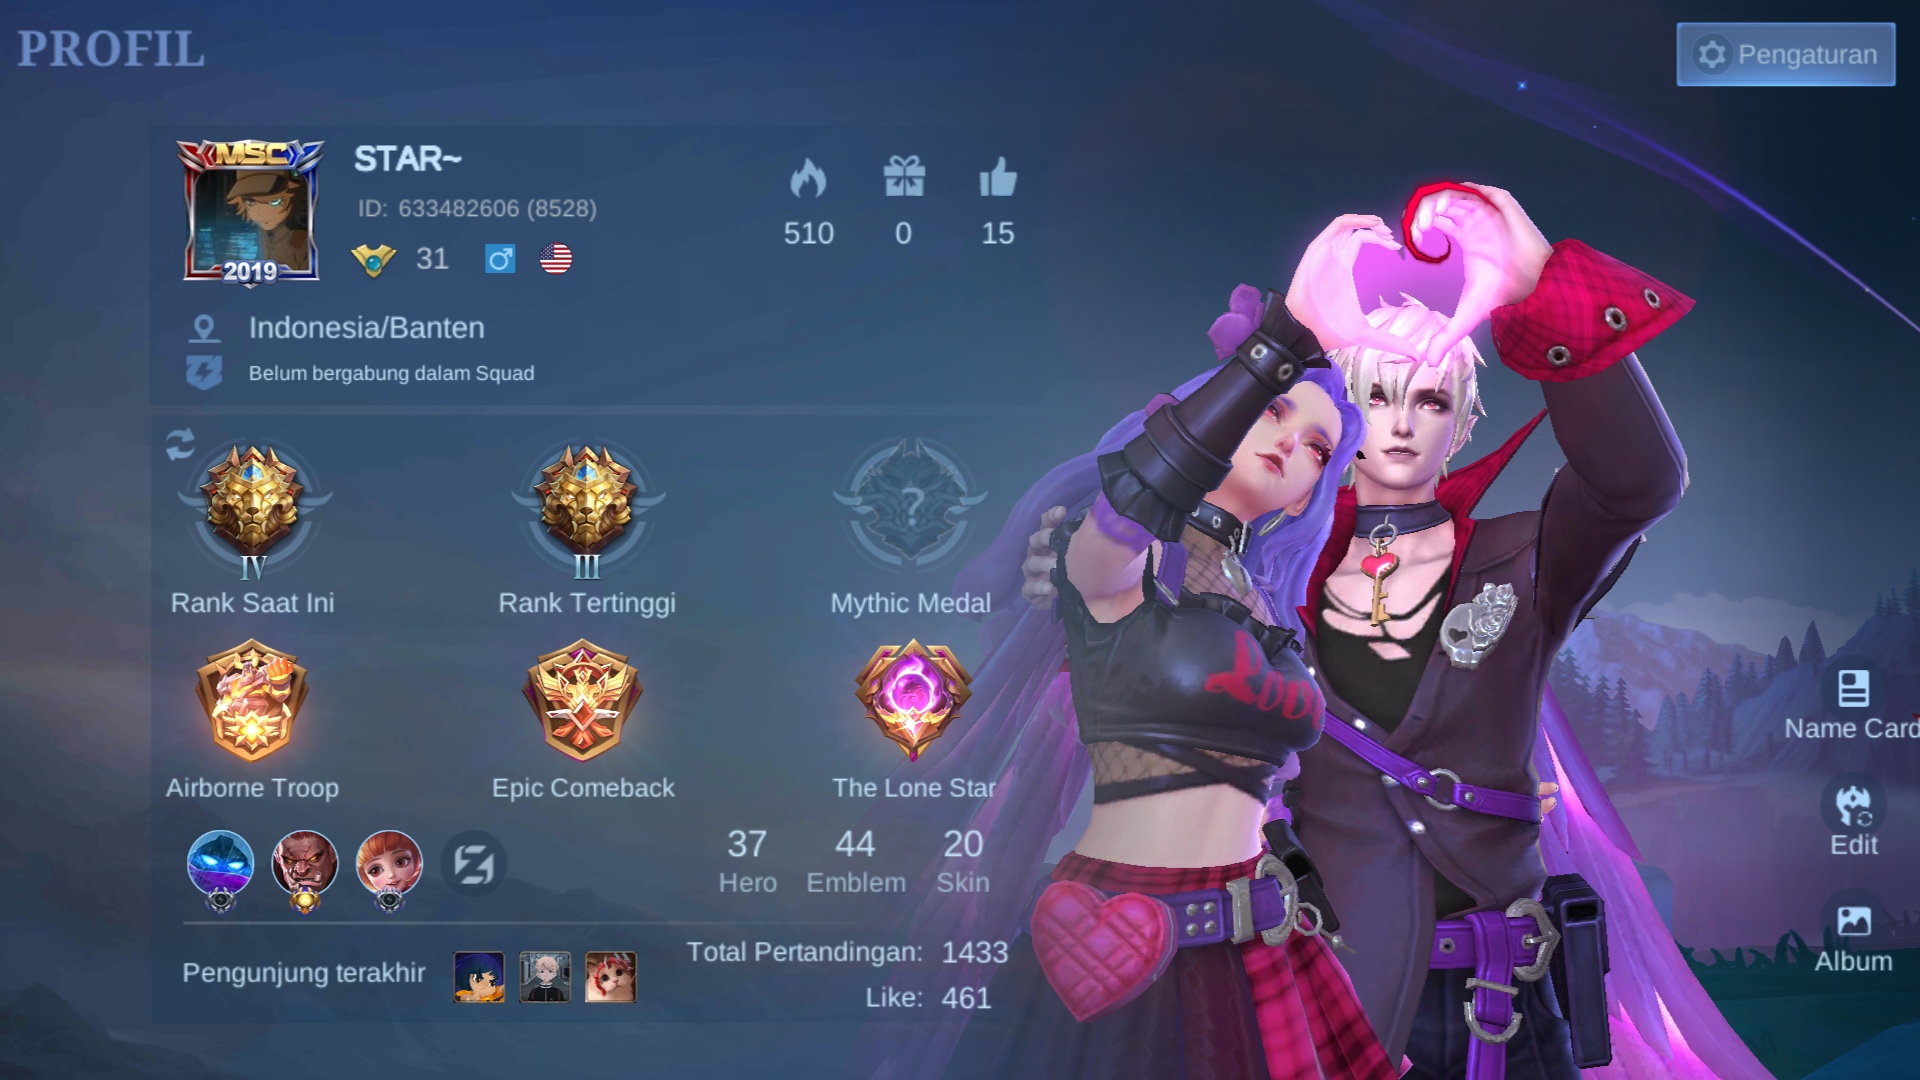 PROFIL
Pengaturan
MSC
2019
STAR~
ID: 633482606 (8528)
31
510
0
15
Indonesia/Banten
Belum bergabung dalam Squad
IV
III
?
Rank Saat Ini
Rank Tertinggi
Mythic Medal
Airborne Troop
Epic Comeback
The Lone Star
37
44
20
Hero
Emblem
Skin
Pengunjung terakhir
Total Pertandingan: 1433
Like: 461
Name Card
Edit
Album